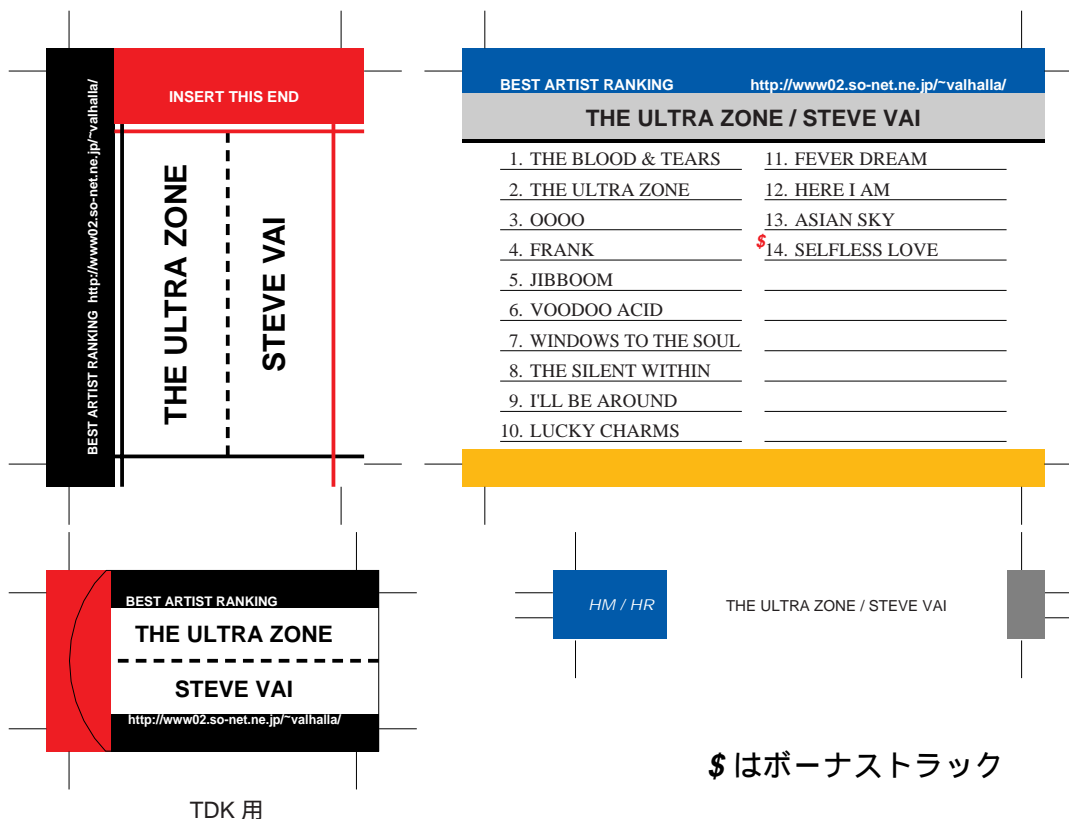 INSERT THIS END
BEST ARTIST RANKING http://www02.so-net.ne.jp/~valhalla/
THE ULTRA ZONE
STEVE VAI
BEST ARTIST RANKING http://www02.so-net.ne.jp/~valhalla/
THE ULTRA ZONE / STEVE VAI
1. THE BLOOD & TEARS
2. THE ULTRA ZONE
3. OOOO
4. FRANK
5. JIBBOOM
6. VOODOO ACID
7. WINDOWS TO THE SOUL
8. THE SILENT WITHIN
9. I'LL BE AROUND
10. LUCKY CHARMS
11. FEVER DREAM
12. HERE I AM
13. ASIAN SKY
$14. SELFLESS LOVE
BEST ARTIST RANKING
THE ULTRA ZONE
STEVE VAI
http://www02.so-net.ne.jp/~valhalla/
TDK 用
HM / HR
THE ULTRA ZONE / STEVE VAI
$ はボーナストラック